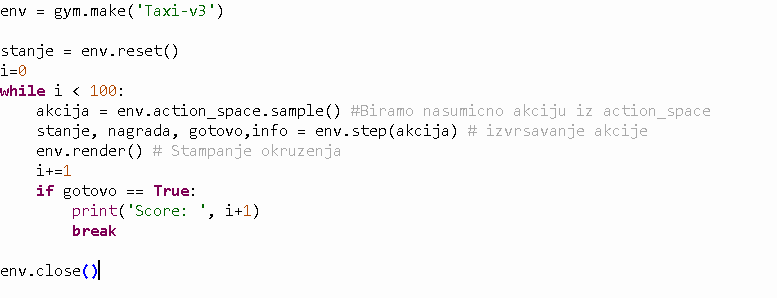 env = gym.make('Taxi-v3')
stanje = env.reset()
i=0
while i < 100:
    akcija = env.action_space.sample() #Biramo nasumicno akciju iz action_space
    stanje, nagrada, gotovo,info = env.step(akcija) # izvrsavanje akcije
    env.render() # Stampanje okruzenja
    i+=1
    if gotovo == True:
        print('Score: ', i+1)
        break
env.close()